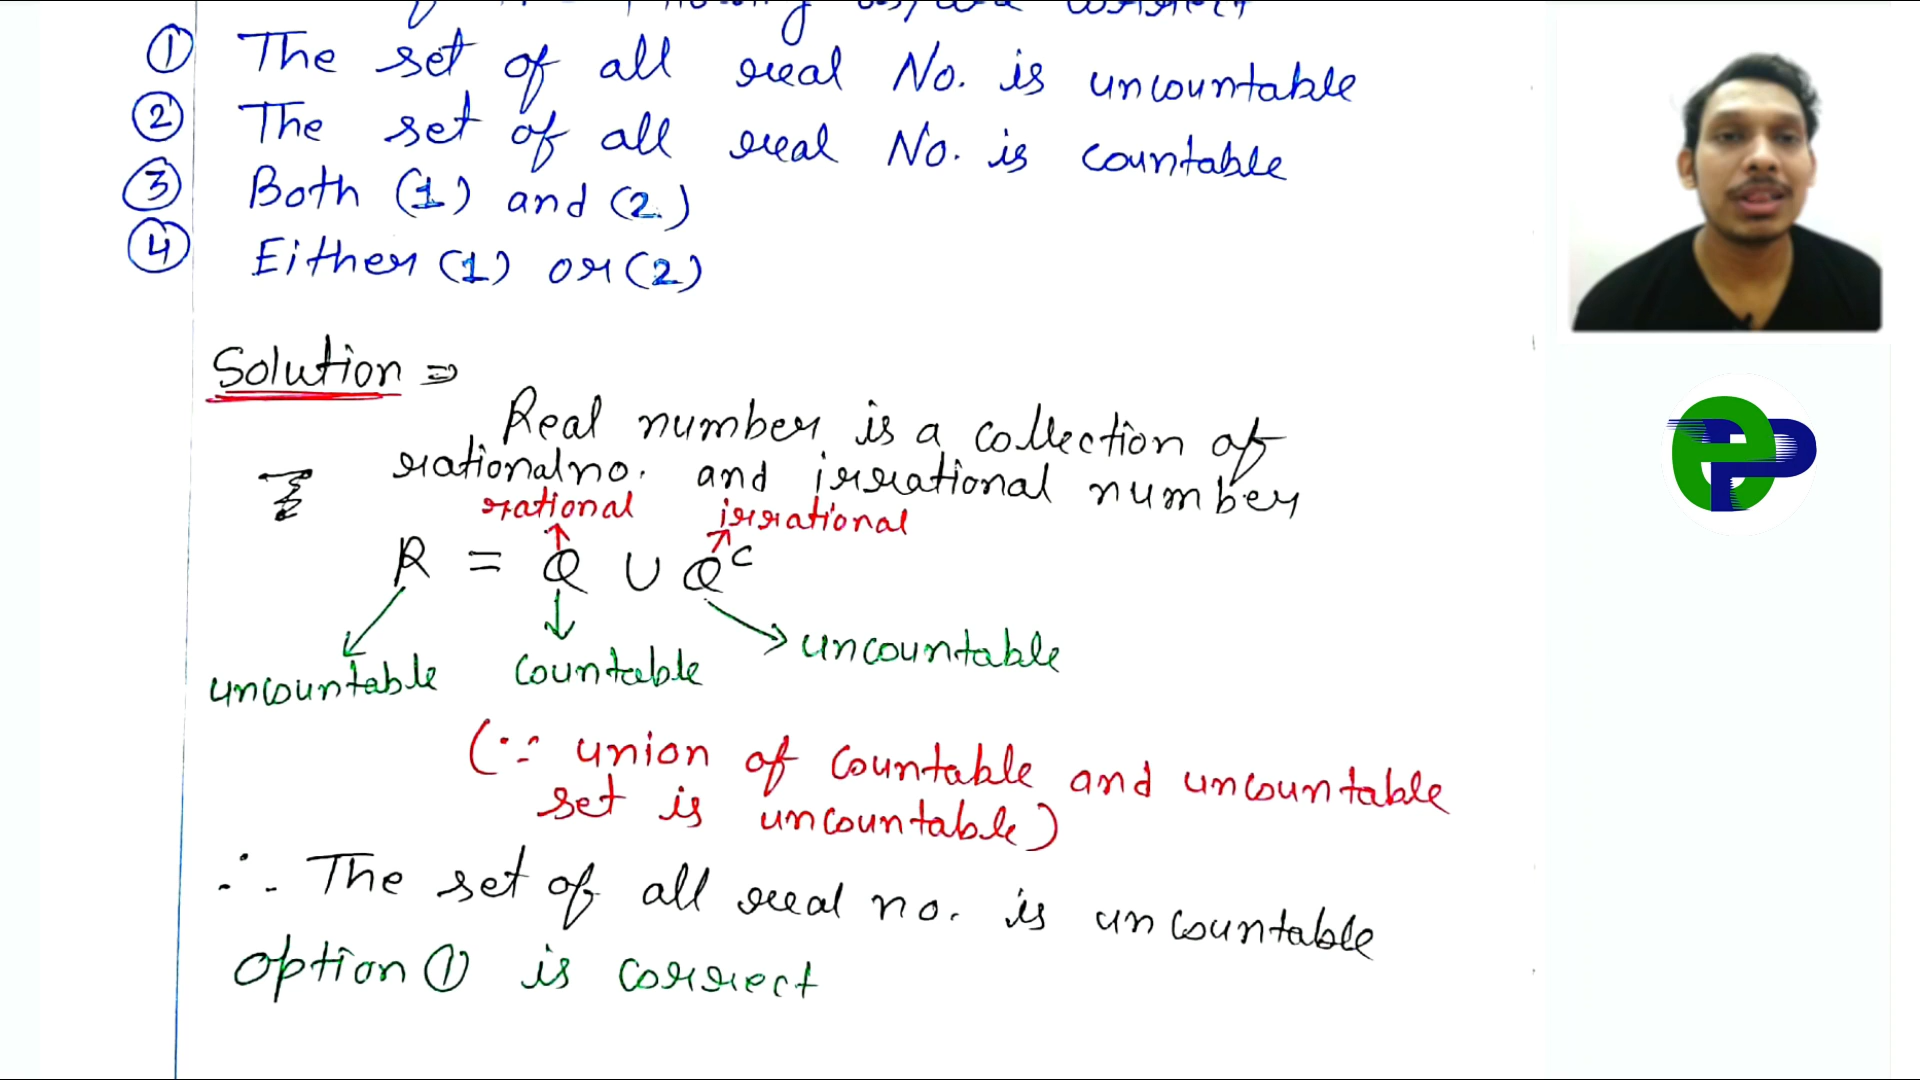 ① The set of all real No. is uncountable
② The set of all real No. is countable
③ Both (1) and (2)
④ Either (1) or (2)
Solution ⇒
Real number is a collection of
rational no. and irrational number
rational irrational
R = Q ∪ Qᶜ
uncountable countable uncountable
(∵ union of countable and uncountable
set is uncountable)
∴ The set of all real no. is uncountable
option ① is correct
eP